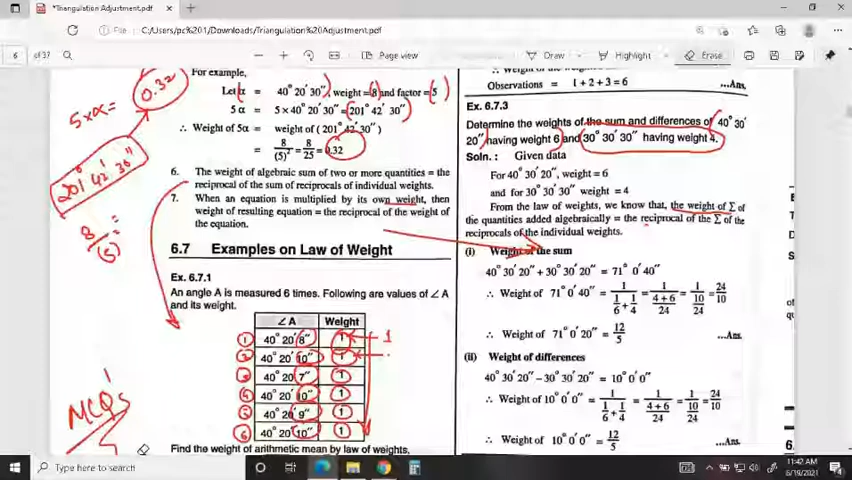 *Triangulation Adjustment.pdf
File
C:/Users/pc%201/Downloads/Triangulation%20Adjustment.pdf
6 of 37
Page view
Draw
Highlight
Erase
For example,
Let α = 40° 20' 30", weight = 8 and factor = 5
5 α = 5 × 40° 20' 30" = 201° 42' 30"
∴ Weight of 5α = weight of ( 201° 42' 30")
= 8/(5)² = 8/25 = 0.32
6. The weight of algebraic sum of two or more quantities = the
reciprocal of the sum of reciprocals of individual weights.
7. When an equation is multiplied by its own weight, then
weight of resulting equation = the reciprocal of the weight of
the equation.
6.7 Examples on Law of Weight
Ex. 6.7.1
An angle A is measured 6 times. Following are values of ∠ A
and its weight.
∠ A Weight
① 40° 20' 8" 1
② 40° 20' 10" 1
③ 40° 20' 7" 1
④ 40° 20' 10" 1
⑤ 40° 20' 9" 1
⑥ 40° 20' 10" 1
Find the weight of arithmetic mean by law of weights,
0.32
5×α=
201° 42' 30"
8/(5)
MCQ's
1
Observations = 1 + 2 + 3 = 6 ...Ans,
Ex. 6.7.3
Determine the weights of the sum and differences of 40° 30'
20" having weight 6 and 30° 30' 30" having weight 4.
Soln. : Given data
For 40° 30' 20", weight = 6
and for 30° 30' 30" weight = 4
From the law of weights, we know that, the weight of Σ of
the quantities added algebraically = the reciprocal of the Σ of the
reciprocals of the individual weights.
(i) Weight of the sum
40° 30' 20" + 30° 30' 20" = 71° 0' 40"
∴ Weight of 71° 0' 40" = 1/(1/6 + 1/4) = 1/((4+6)/24) = 1/(10/24) = 24/10
∴ Weight of 71° 0' 20" = 12/5 ...Ans
(ii) Weight of differences
40° 30' 20" − 30° 30' 20" = 10° 0' 0"
∴ Weight of 10° 0' 0" = 1/(1/6 + 1/4) = 1/((4+6)/24) = 1/(10/24) = 24/10
∴ Weight of 10° 0' 0" = 12/5 ...Ans
6.
Type here to search
11:42 AM
6/19/2021